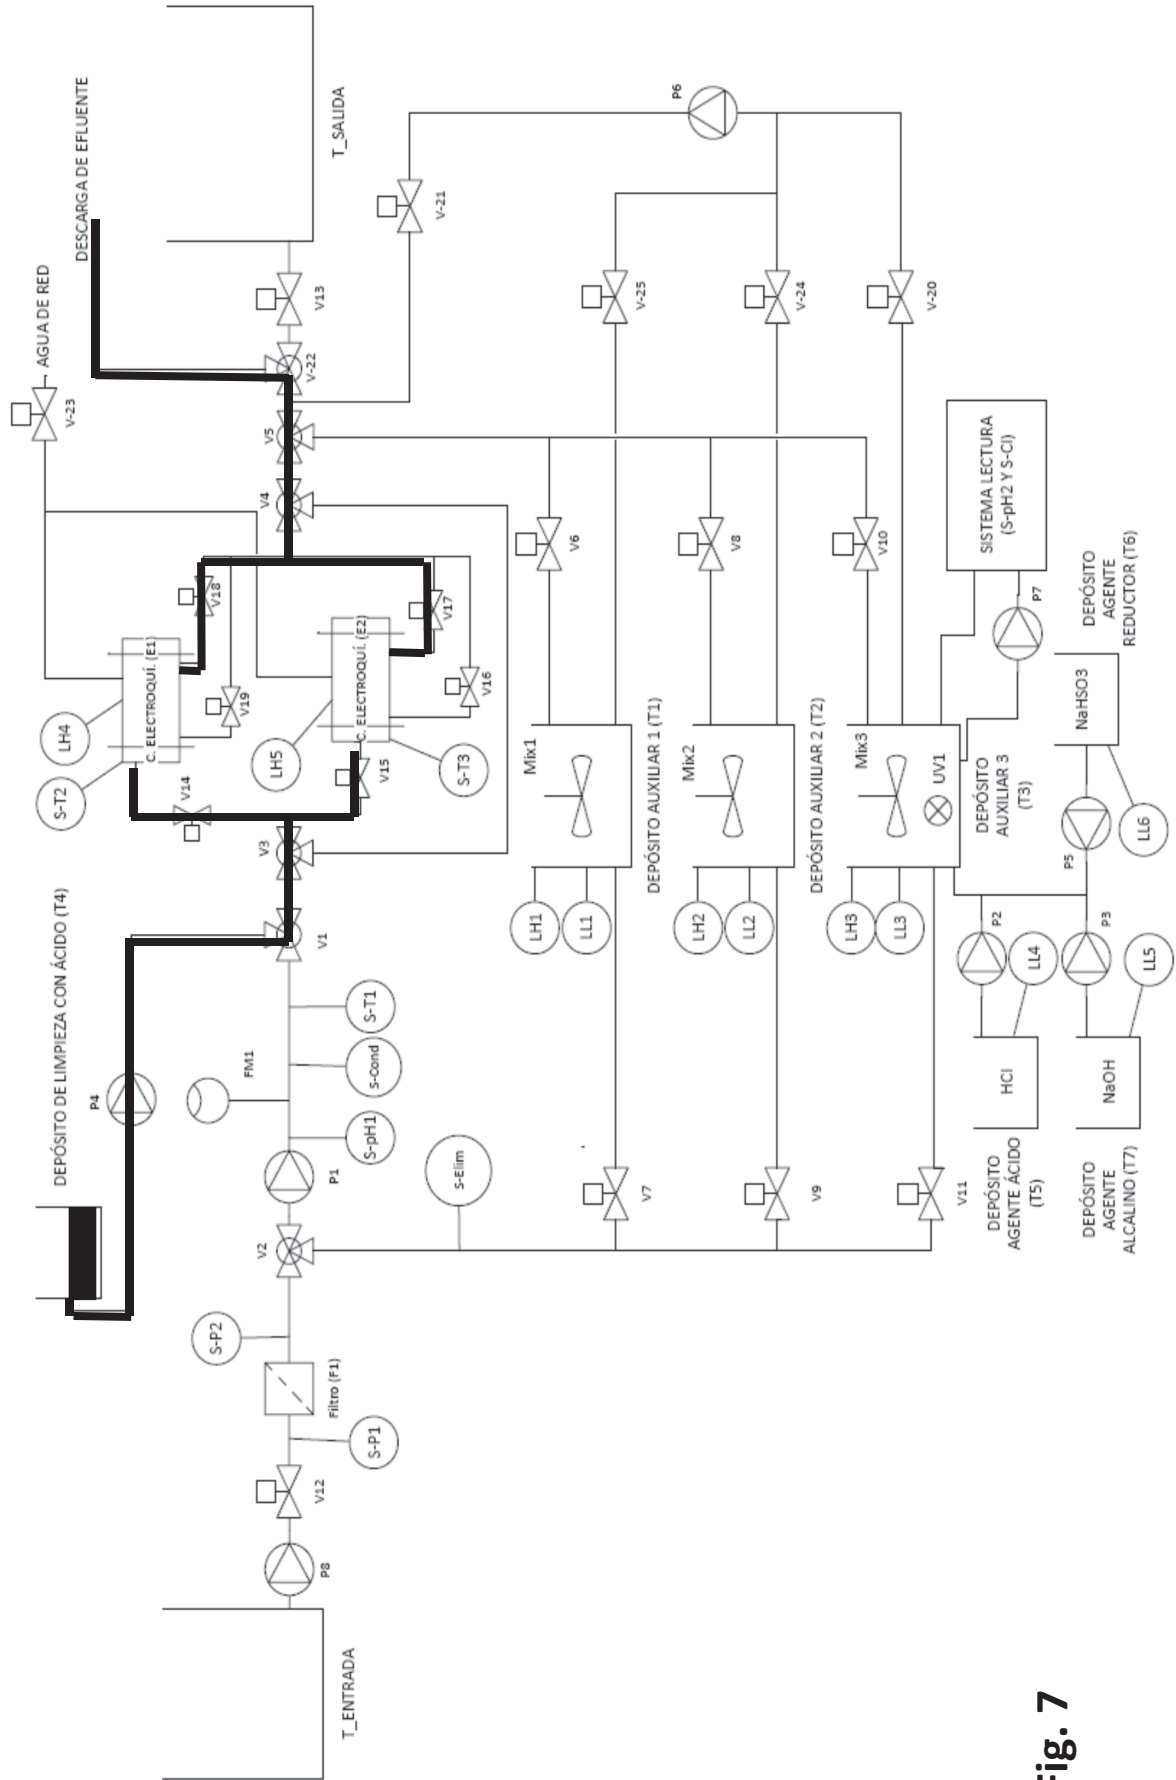 AGUA DE RED
V-23
DESCARGA DE EFLUENTE
T_SALIDA
V13
V-22
V5
V4
V-21
P6
LH4
S-T2
C. ELECTROQUÍ. (E1)
V18
V19
V14
LH5
C. ELECTROQUÍ. (E2)
V17
V16
V15
S-T3
V3
V1
DEPÓSITO DE LIMPIEZA CON ÁCIDO (T4)
P4
FM1
S-T1
s-Cond
S-pH1
P1
V2
s-Elim
S-P2
Filtro (F1)
S-P1
V12
P8
T_ENTRADA
V-25
V-24
V-20
V6
V8
V10
Mix1
LH1
LL1
DEPÓSITO AUXILIAR 1 (T1)
Mix2
LH2
LL2
DEPÓSITO AUXILIAR 2 (T2)
Mix3
UV1
LH3
LL3
DEPÓSITO
AUXILIAR 3
(T3)
V7
V9
V11
SISTEMA LECTURA
(S-pH2 Y S-Cl)
P7
DEPÓSITO
AGENTE
REDUCTOR (T6)
NaHSO3
LL6
P5
P2
LL4
P3
LL5
HCl
DEPÓSITO
AGENTE ÁCIDO
(T5)
NaOH
DEPÓSITO
AGENTE
ALCALINO (T7)
Fig. 7